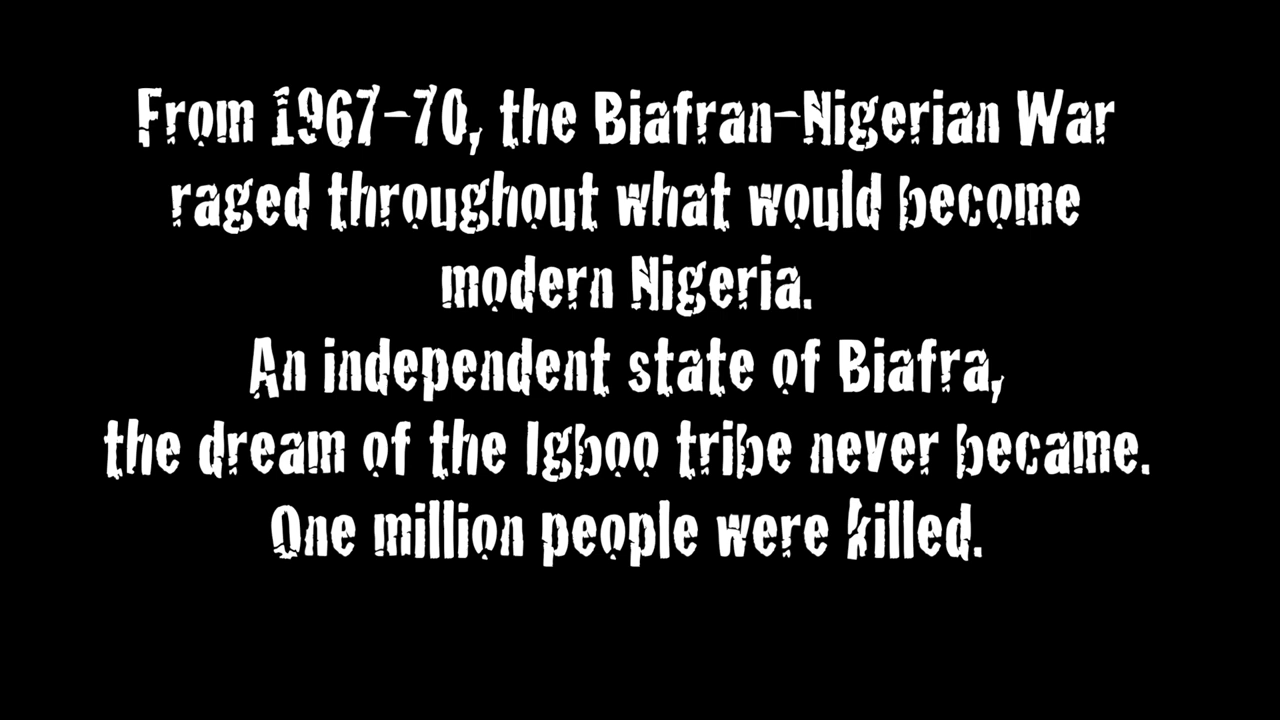 From 1967-70, the Biafran-Nigerian War
raged throughout what would become
modern Nigeria.
An independent state of Biafra,
the dream of the Igboo tribe never became.
One million people were killed.